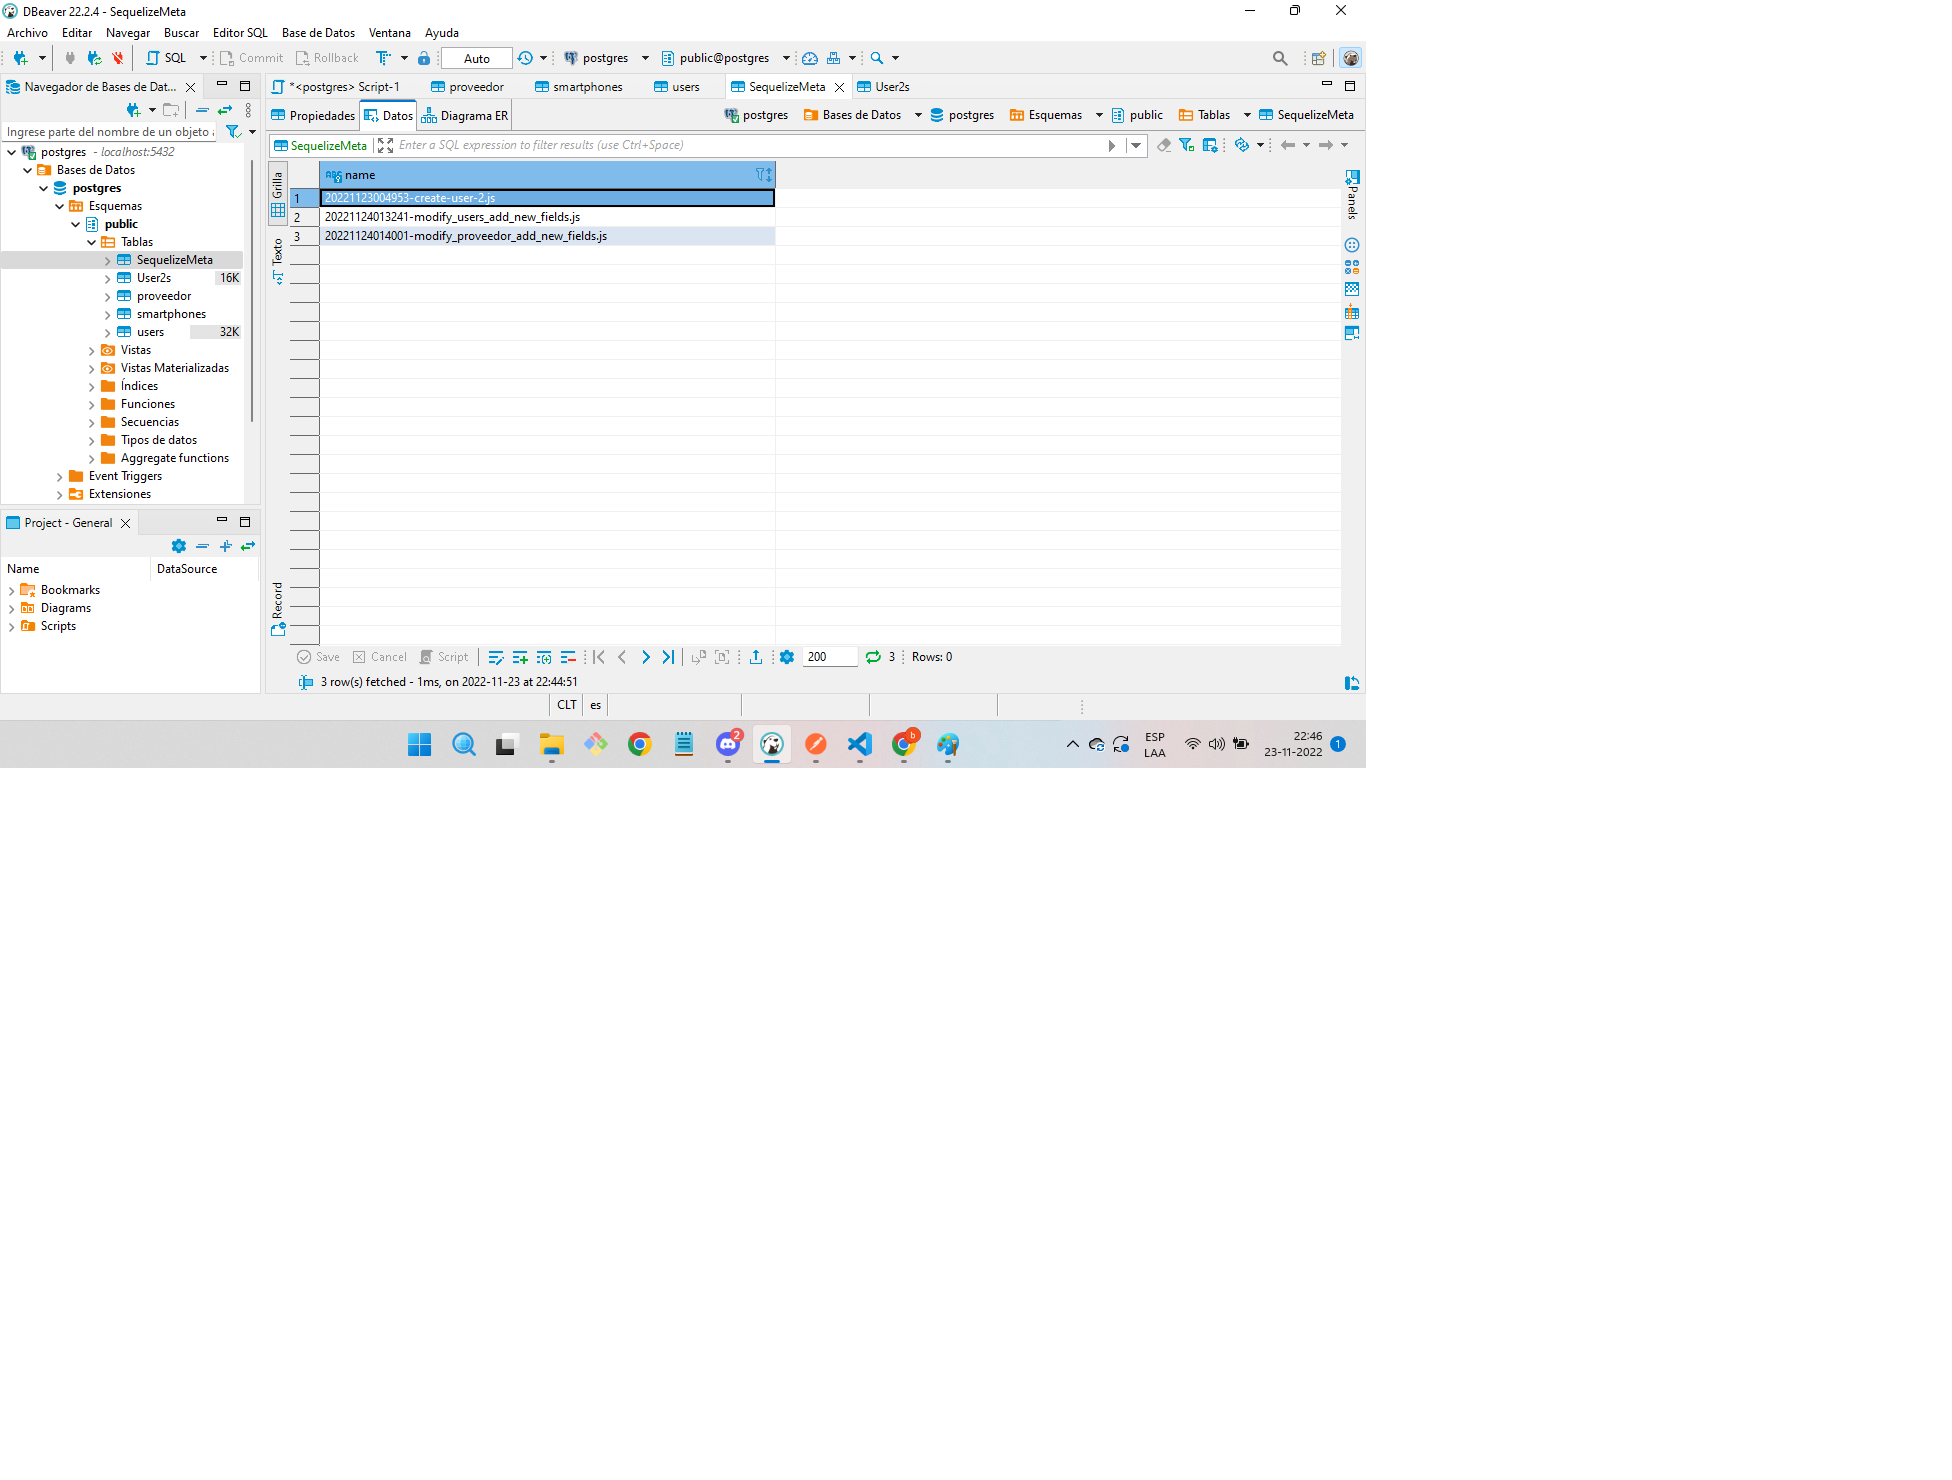 DBeaver 22.2.4 - SequelizeMeta
Archivo Editar Navegar Buscar Editor SQL Base de Datos Ventana Ayuda
SQL Commit Rollback Auto postgres public@postgres
Navegador de Bases de Dat... *<postgres> Script-1 proveedor smartphones users SequelizeMeta User2s
Propiedades Datos Diagrama ER postgres Bases de Datos postgres Esquemas public Tablas SequelizeMeta
Ingrese parte del nombre de un objeto a
SequelizeMeta Enter a SQL expression to filter results (use Ctrl+Space)
postgres - localhost:5432
Bases de Datos
postgres
Esquemas
public
Tablas
SequelizeMeta
User2s 16K
proveedor
smartphones
users 32K
Vistas
Vistas Materializadas
Índices
Funciones
Secuencias
Tipos de datos
Aggregate functions
Event Triggers
Extensiones
Grilla
Texto
Record
ABC name
1 20221123004953-create-user-2.js
2 20221124013241-modify_users_add_new_fields.js
3 20221124014001-modify_proveedor_add_new_fields.js
Panels
Project - General
Name DataSource
Bookmarks
Diagrams
Scripts
Save Cancel Script 200 3 Rows: 0
3 row(s) fetched - 1ms, on 2022-11-23 at 22:44:51
CLT es
2
b
ESP
LAA
22:46
23-11-2022
1